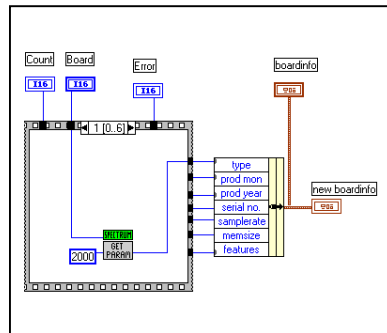 Count Board Error boardinfo
I16 I16 I16
1 [0..6]
new boardinfo
type
prod mon
prod year
serial no.
samplerate
memsize
features
SPECTRUM
GET
PARAM
2000